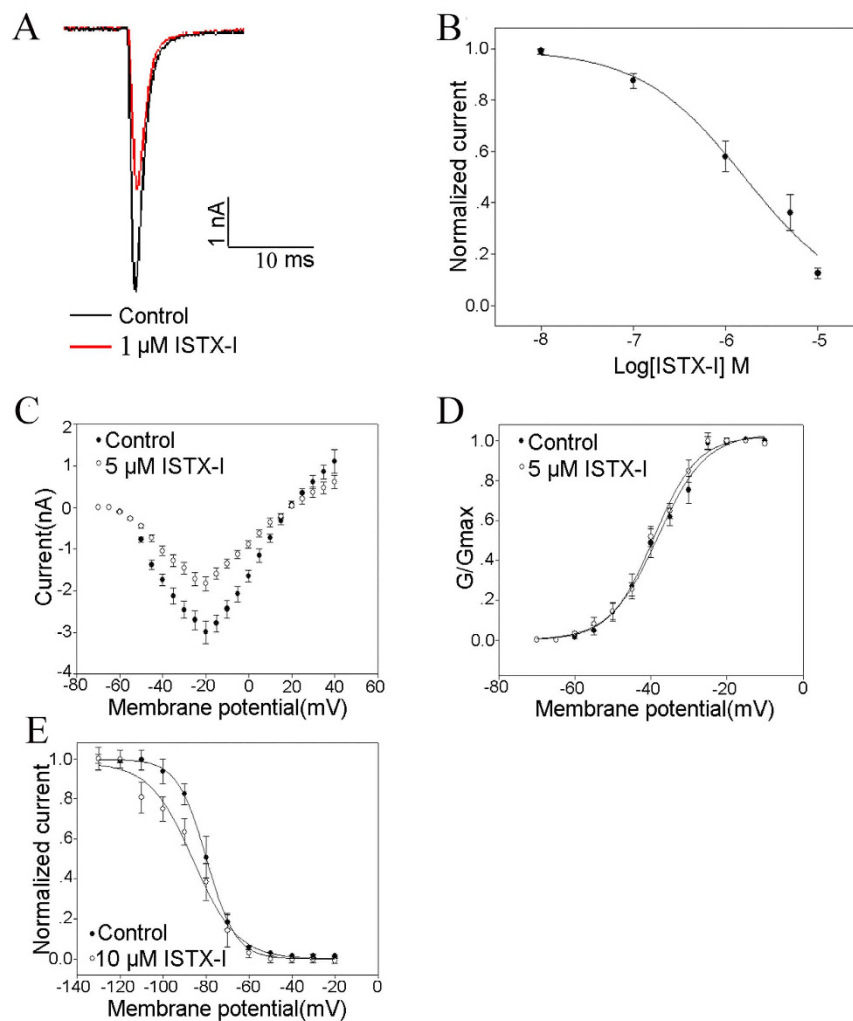 A
1 nA
10 ms
Control
1 µM ISTX-I
B
Normalized current
1.0
.8
.6
.4
.2
0.0
-8 -7 -6 -5
Log[ISTX-I] M
C
Control
5 µM ISTX-I
Current(nA)
2
1
0
-1
-2
-3
-4
-80 -60 -40 -20 0 20 40 60
Membrane potential(mV)
D
Control
5 µM ISTX-I
G/Gmax
1.0
.8
.6
.4
.2
0.0
-80 -60 -40 -20 0
Membrane potential(mV)
E
Normalized current
1.0
.8
.6
.4
.2
.0
Control
10 µM ISTX-I
-140 -120 -100 -80 -60 -40 -20 0
Membrane potential(mV)